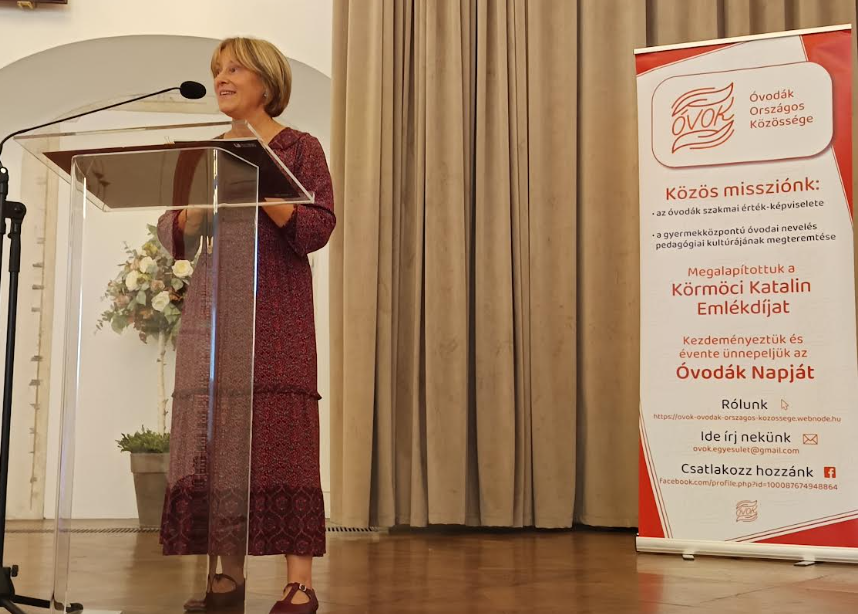 ÓVOK
Óvodák
Országos
Közössége
Közös missziónk:
• az óvodák szakmai érték-képviselete
• a gyermekközpontú óvodai nevelés
pedagógiai kultúrájának megteremtése
Megalapítottuk a
Körmöci Katalin
Emlékdíjat
Kezdeményeztük és
évente ünnepeljük az
Óvodák Napját
Rólunk
https://ovok-ovodak-orszagos-kozossege.webnode.hu
Ide írj nekünk
ovok.egyesulet@gmail.com
Csatlakozz hozzánk
Facebook.com/profile.php?id=100087674948864
ÓVOK